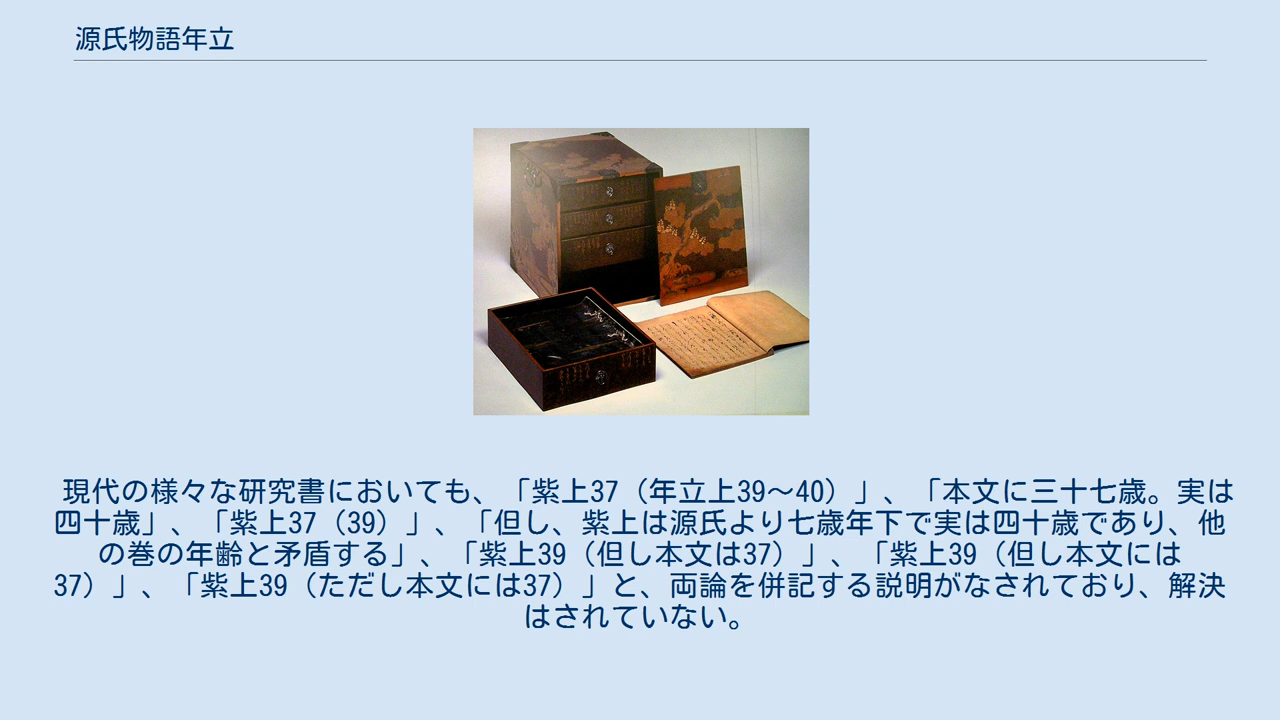 源氏物語年立
現代の様々な研究書においても、「紫上37（年立上39～40）」、「本文に三十七歳。実は
四十歳」、「紫上37（39）」、「但し、紫上は源氏より七歳年下で実は四十歳であり、他
の巻の年齢と矛盾する」、「紫上39（但し本文は37）」、「紫上39（但し本文には
37）」、「紫上39（ただし本文には37）」と、両論を併記する説明がなされており、解決
はされていない。